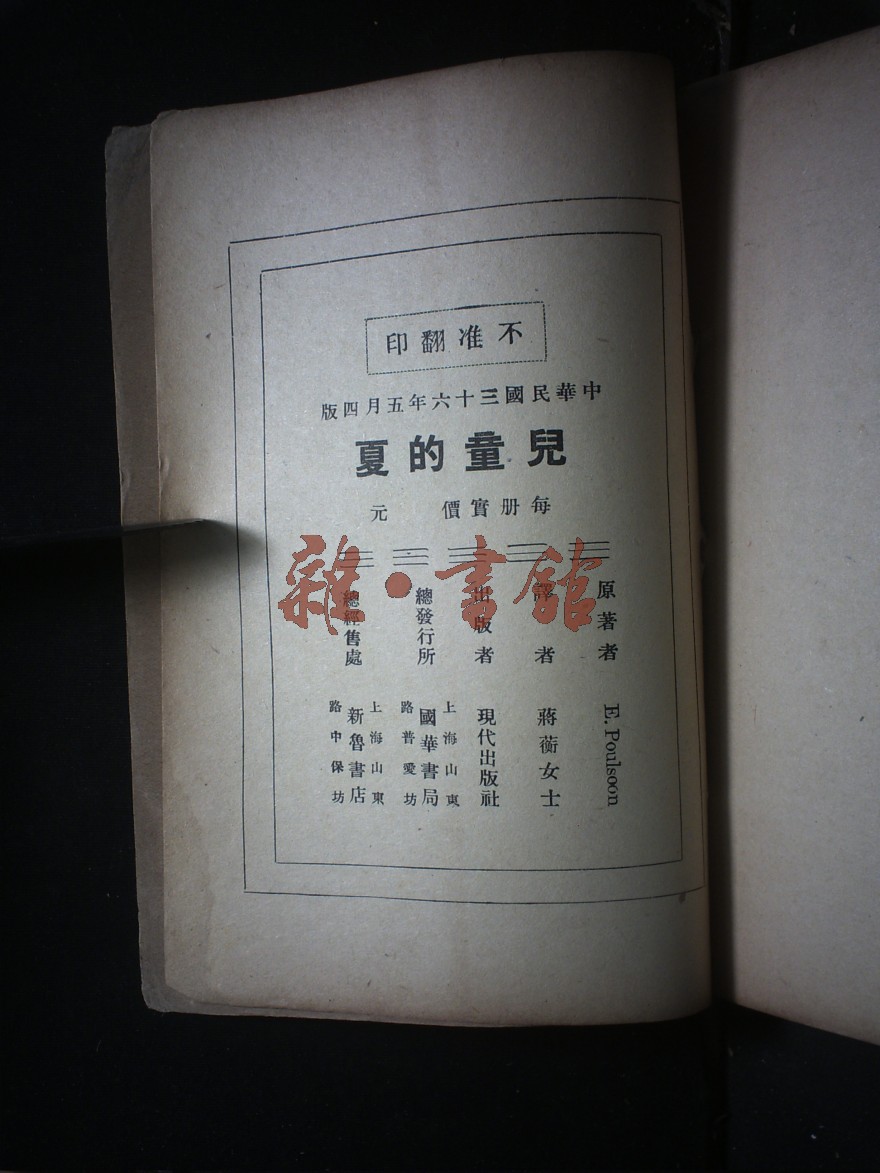 不准翻印
中華民國三十六年五月四版
兒童的夏
每册實價 元
原著者 E. Poulsoon
譯者 蔣蘅女士
出版者 現代出版社
總發行所 國華書局 上海山東路普愛坊
總經售處 新魯書店 上海山東路中保坊
雜·書館